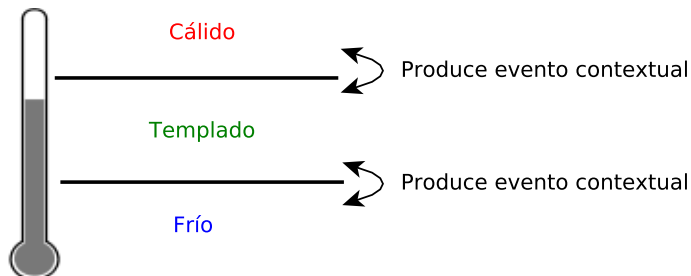 Cálido
Produce evento contextual
Templado
Produce evento contextual
Frío